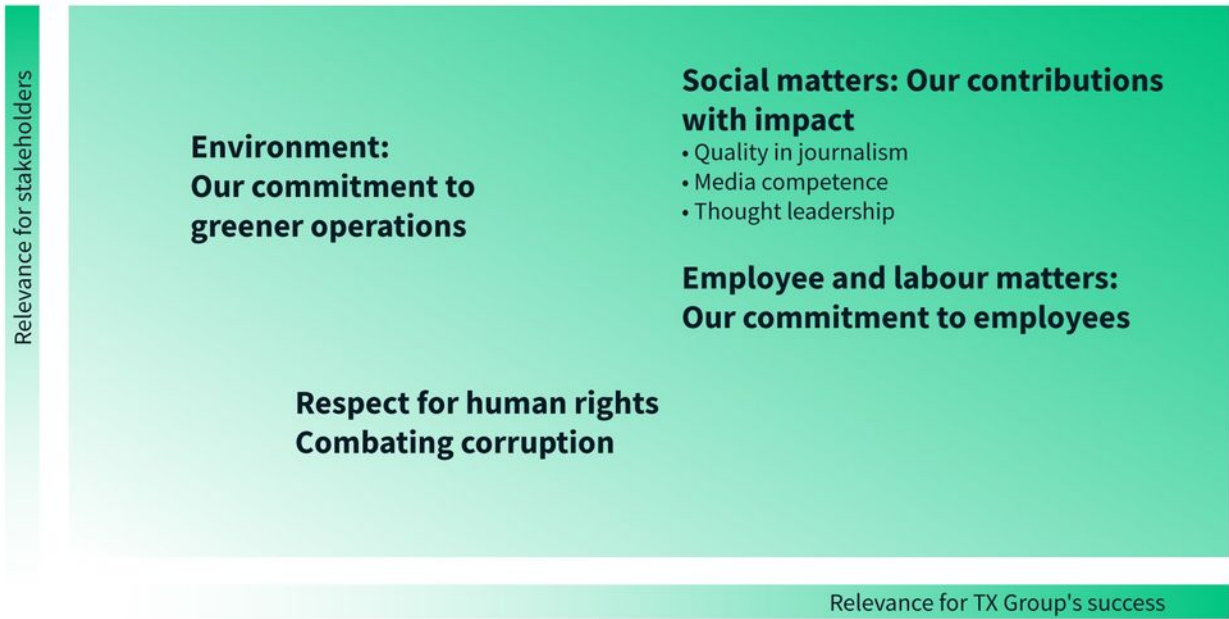 Relevance for stakeholders
Environment:
Our commitment to
greener operations
Social matters: Our contributions
with impact
• Quality in journalism
• Media competence
• Thought leadership
Employee and labour matters:
Our commitment to employees
Respect for human rights
Combating corruption
Relevance for TX Group's success